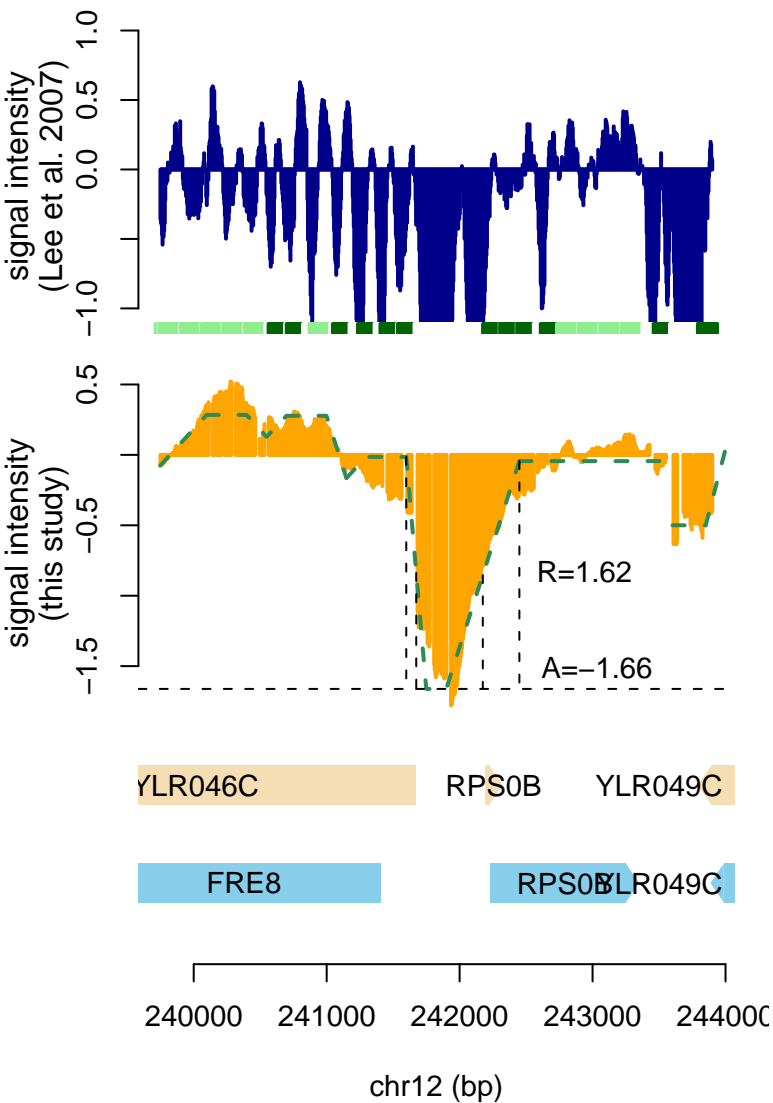 signal intensity
(Lee et al. 2007)
1.0
0.5
0.0
−1.0
signal intensity
(this study)
0.5
−0.5
−1.5
R=1.62
A=−1.66
YLR046C
RPS0B
YLR049C
FRE8
RPS0B
YLR049C
240000
241000
242000
243000
244000
chr12 (bp)